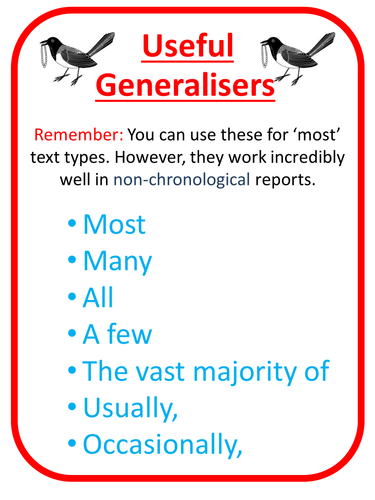 Useful
Generalisers
Remember: You can use these for ‘most’
text types. However, they work incredibly
well in non-chronological reports.
• Most
• Many
• All
• A few
• The vast majority of
• Usually,
• Occasionally,